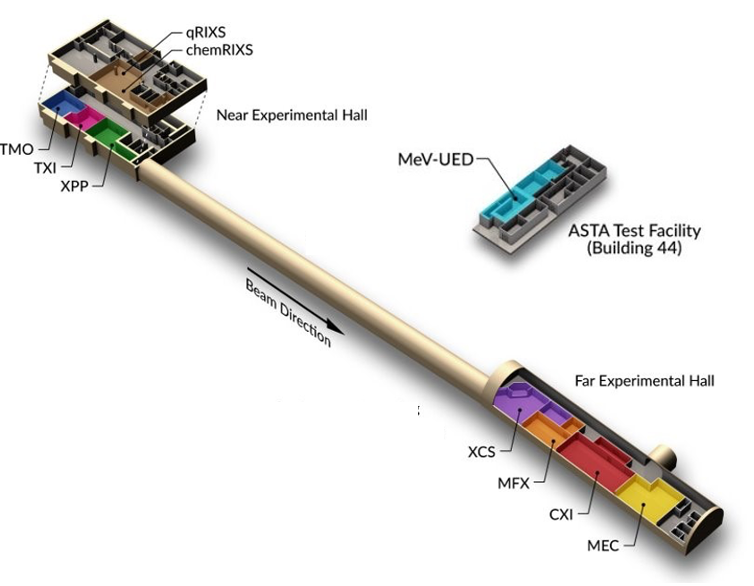 qRIXS
chemRIXS
Near Experimental Hall
TMO
TXI
XPP
MeV-UED
ASTA Test Facility
(Building 44)
Beam Direction
Far Experimental Hall
XCS
MFX
CXI
MEC